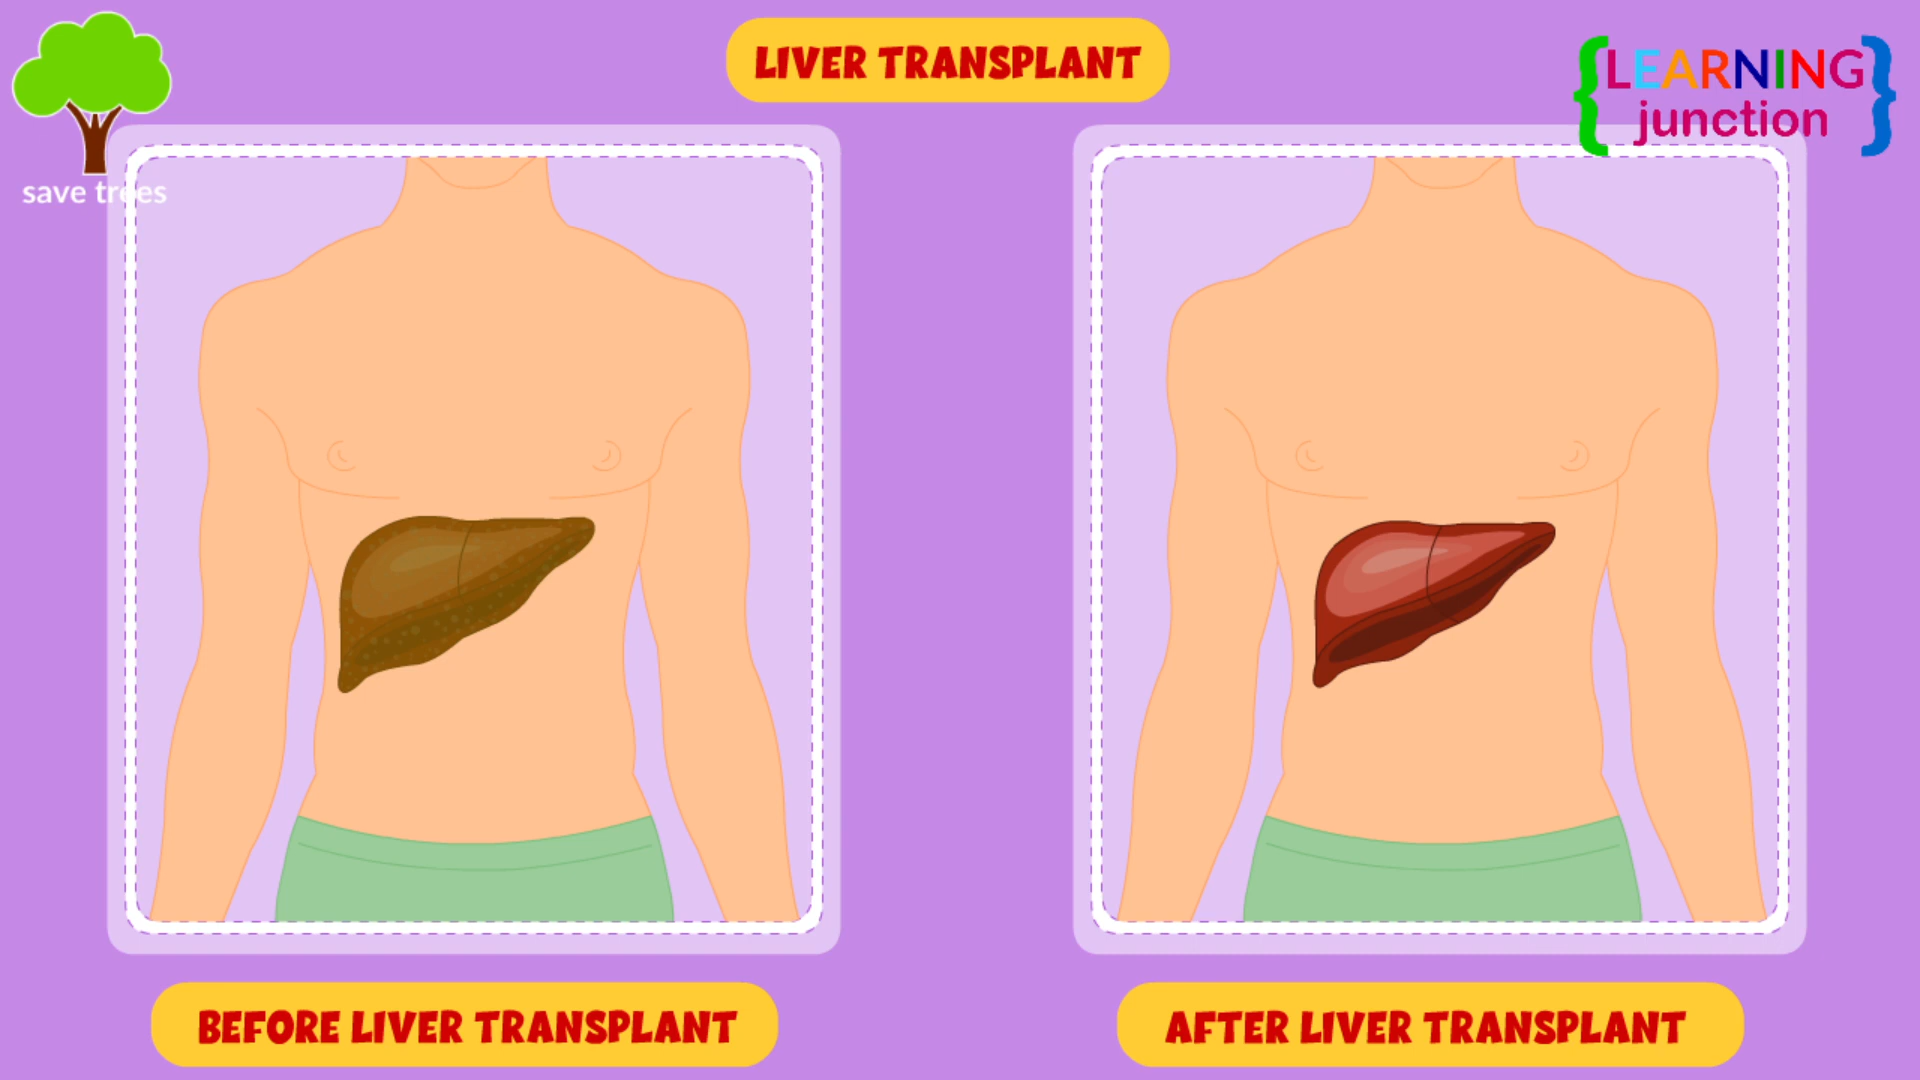 LIVER TRANSPLANT
{LEARNING
junction}
save trees
BEFORE LIVER TRANSPLANT
AFTER LIVER TRANSPLANT